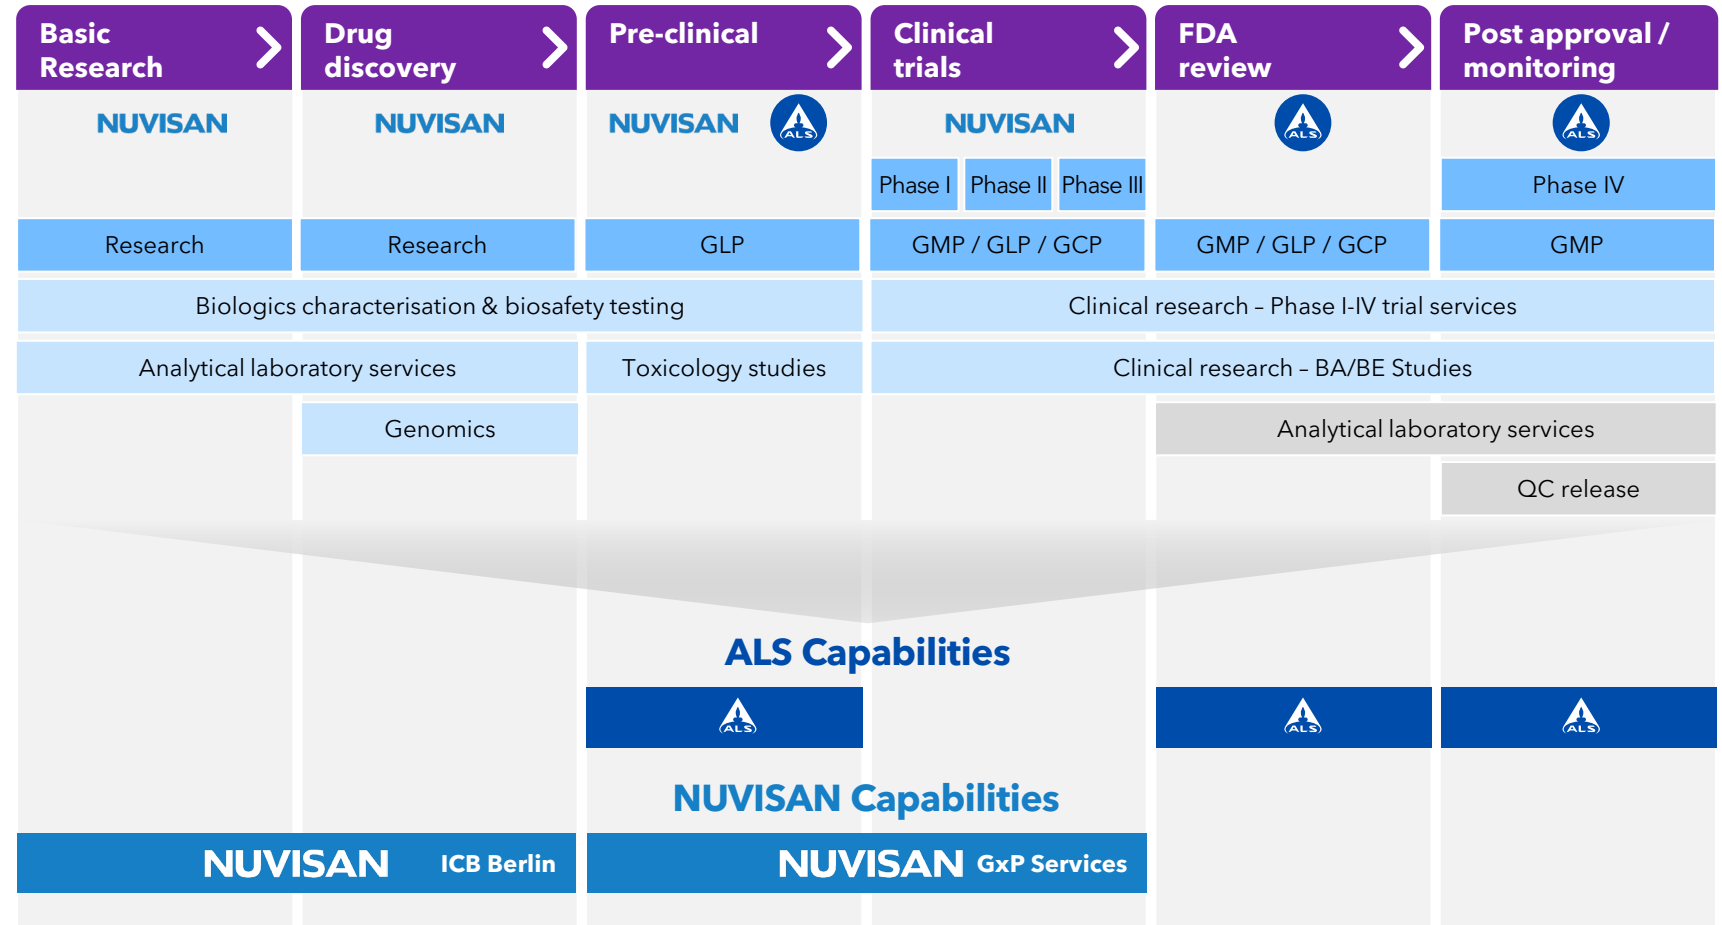 Basic
Research
Drug
discovery
Pre-clinical
Clinical
trials
FDA
review
Post approval /
monitoring
NUVISAN
NUVISAN
NUVISAN
ALS
NUVISAN
ALS
ALS
Phase I
Phase II
Phase III
Phase IV
Research
Research
GLP
GMP / GLP / GCP
GMP / GLP / GCP
GMP
Biologics characterisation & biosafety testing
Clinical research – Phase I-IV trial services
Analytical laboratory services
Toxicology studies
Clinical research – BA/BE Studies
Genomics
Analytical laboratory services
QC release
ALS Capabilities
ALS
ALS
ALS
NUVISAN Capabilities
NUVISAN ICB Berlin
NUVISAN GxP Services